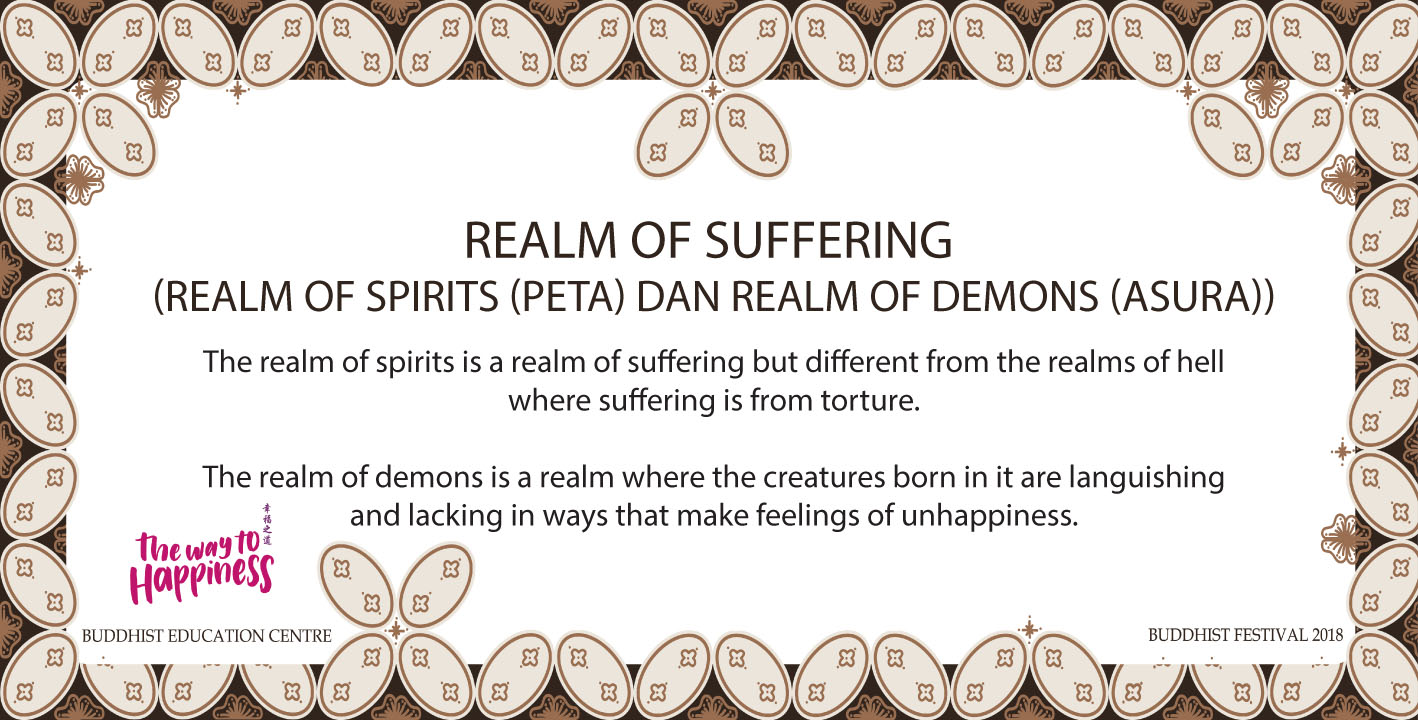 REALM OF SUFFERING
(REALM OF SPIRITS (PETA) DAN REALM OF DEMONS (ASURA))
The realm of spirits is a realm of suffering but different from the realms of hell
where suffering is from torture.
The realm of demons is a realm where the creatures born in it are languishing
and lacking in ways that make feelings of unhappiness.
幸福之道
the way to
Happiness
BUDDHIST EDUCATION CENTRE
BUDDHIST FESTIVAL 2018